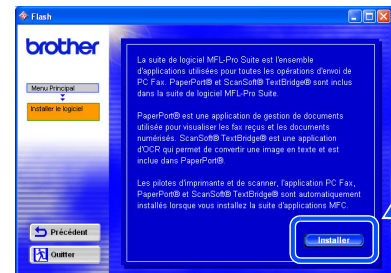 Flash
brother
Menu Principal
Installer le logiciel
La suite de logiciel MFL-Pro Suite est l'ensemble
d'applications utilisées pour toutes les opérations d'envoi de
PC Fax. PaperPort® et ScanSoft® TextBridge® sont inclus
dans la suite de logiciel MFL-Pro Suite.
PaperPort® est une application de gestion de documents
utilisée pour visualiser les fax reçus et les documents
numérisés. ScanSoft® TextBridge® est une application
d'OCR qui permet de convertir une image en texte et est
incluse dans PaperPort®.
Les pilotes d'imprimante et de scanner, l'application PC Fax,
PaperPort® et ScanSoft® TextBridge® sont automatiquement
installés lorsque vous installez la suite d'applications MFC.
Précédent
Quitter
Installer